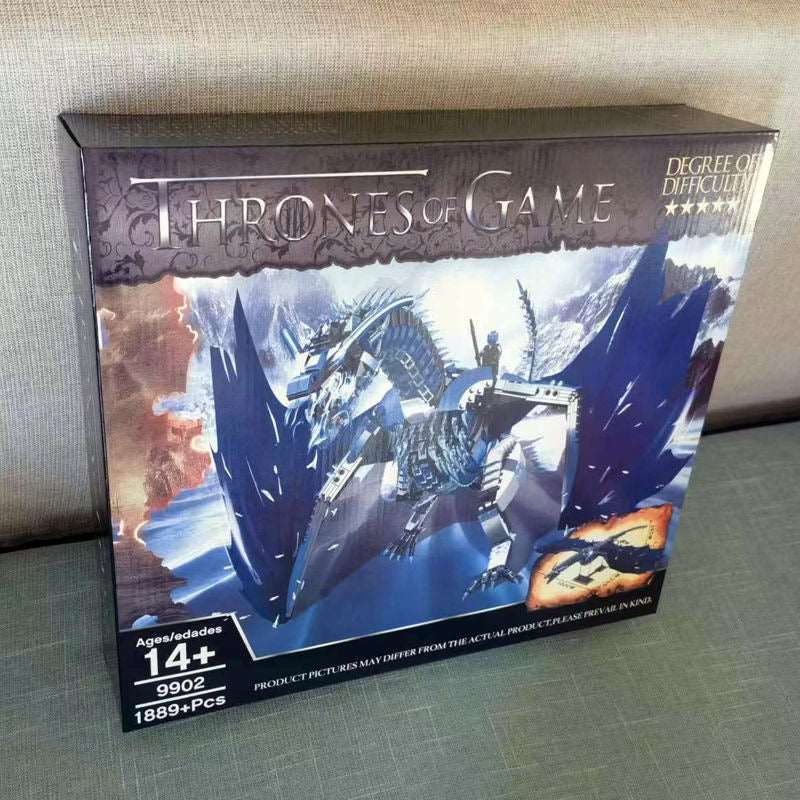 THRONES OF GAME
DEGREE OF
DIFFICULTY
★★★★★
Ages/edades
14+
9902
1889+Pcs
PRODUCT PICTURES MAY DIFFER FROM THE ACTUAL PRODUCT,PLEASE PREVAIL IN KIND.